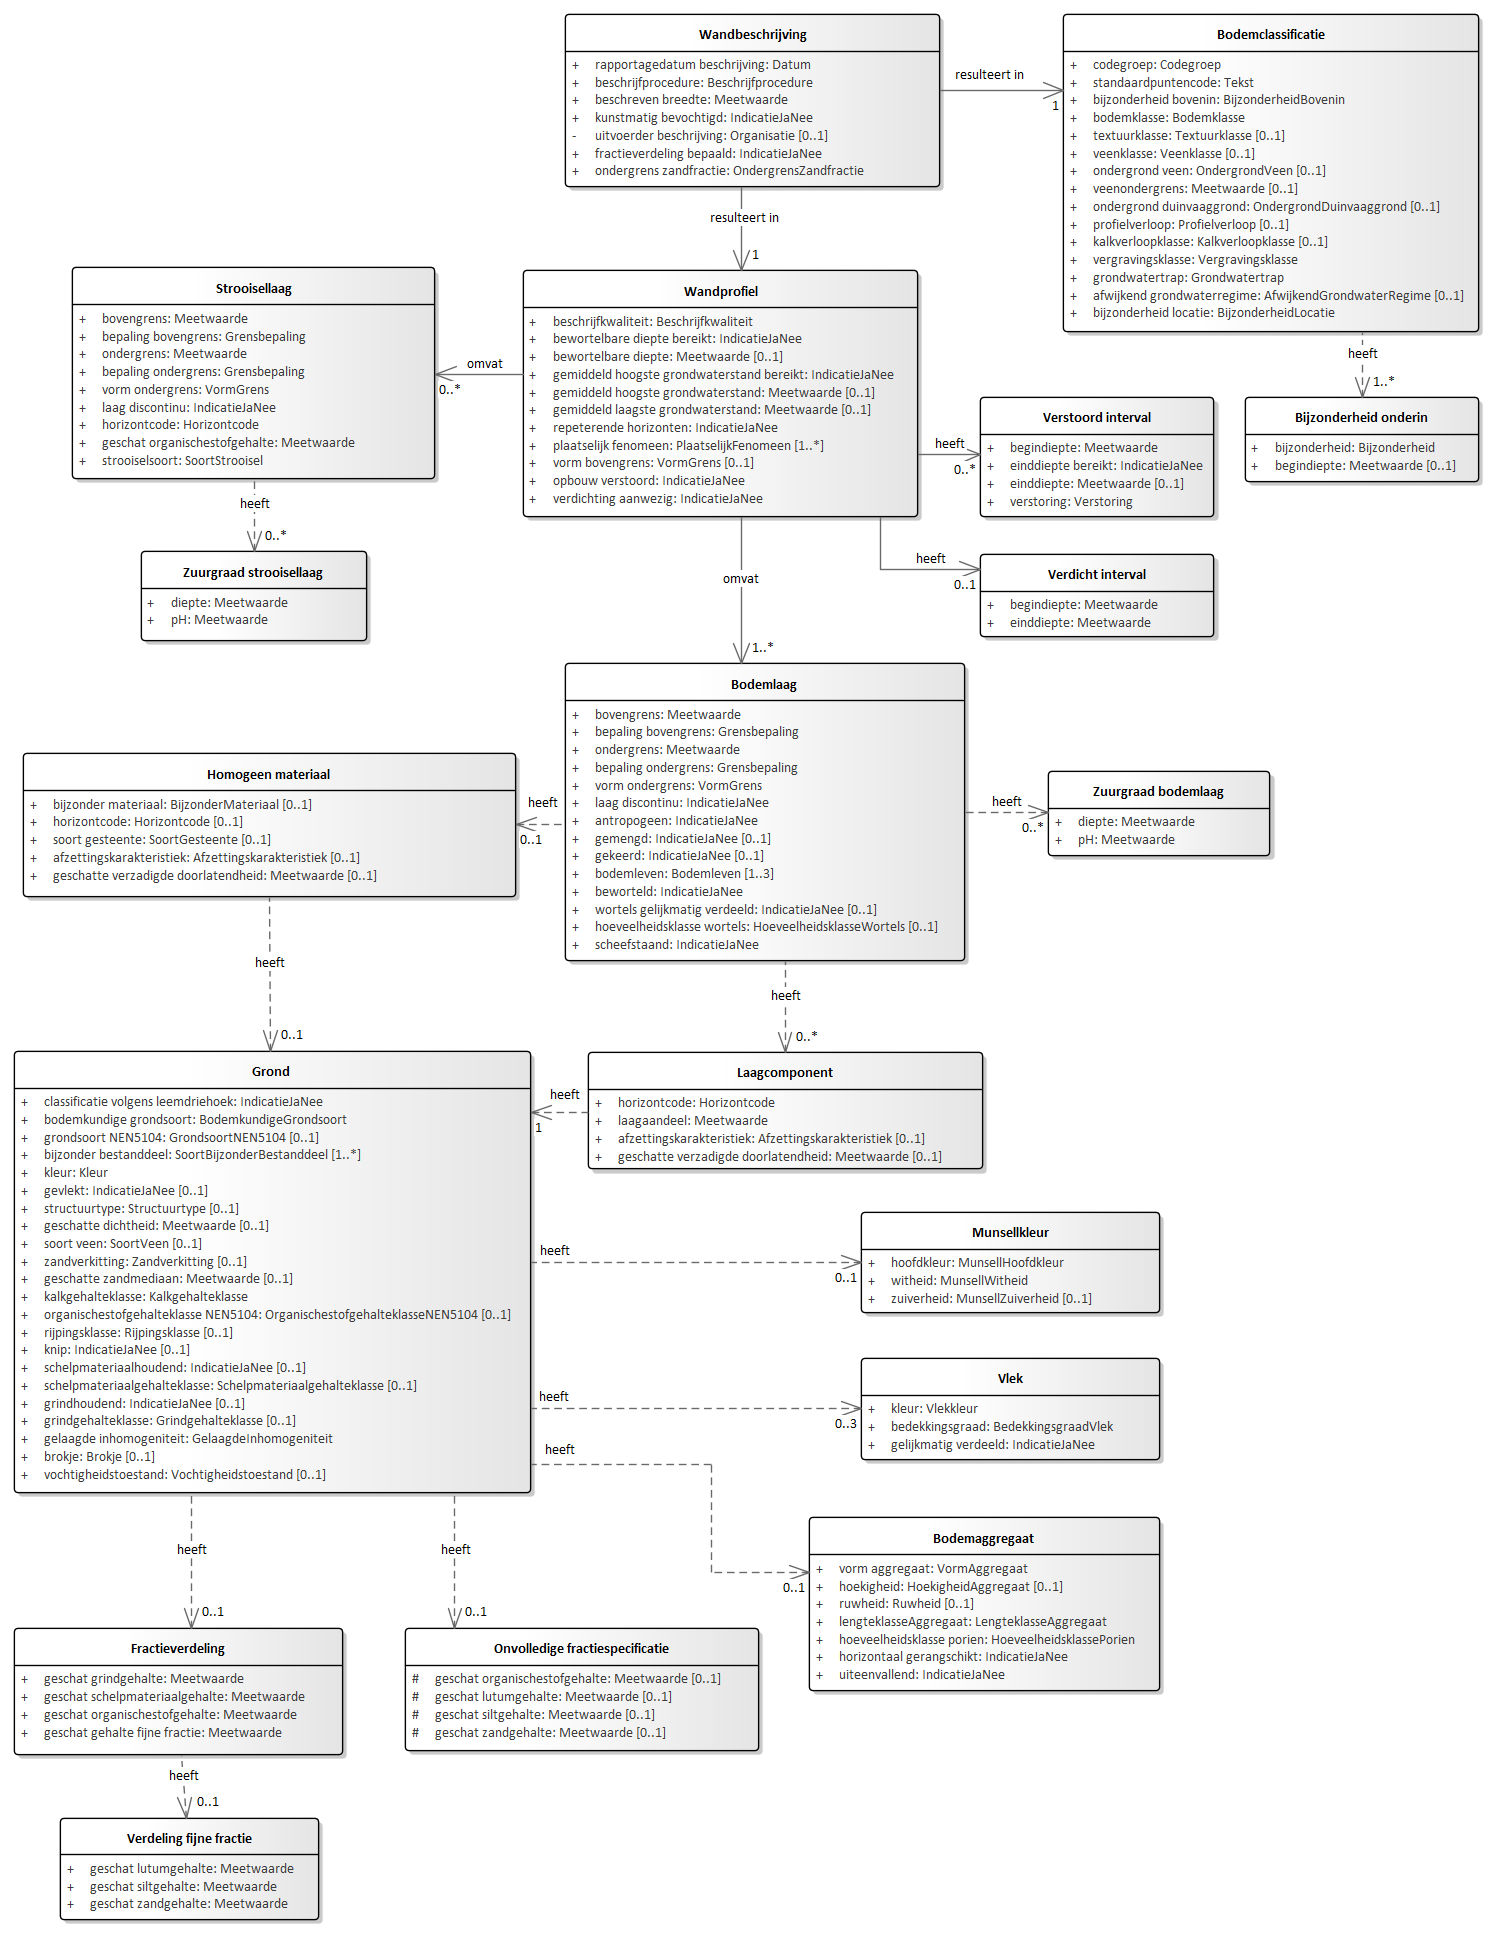 Wandbeschrijving
+ rapportagedatum beschrijving: Datum
+ beschrijfprocedure: Beschrijfprocedure
+ beschreven breedte: Meetwaarde
+ kunstmatig bevochtigd: IndicatieJaNee
- uitvoerder beschrijving: Organisatie [0..1]
+ fractieverdeling bepaald: IndicatieJaNee
+ ondergrens zandfractie: OndergrensZandfractie
resulteert in
1
Bodemclassificatie
+ codegroep: Codegroep
+ standaardpuntencode: Tekst
+ bijzonderheid bovenin: BijzonderheidBovenin
+ bodemklasse: Bodemklasse
+ textuurklasse: Textuurklasse [0..1]
+ veenklasse: Veenklasse [0..1]
+ ondergrond veen: OndergrondVeen [0..1]
+ veenondergrens: Meetwaarde [0..1]
+ ondergrond duinvaaggrond: OndergrondDuinvaaggrond [0..1]
+ profielverloop: Profielverloop [0..1]
+ kalkverloopklasse: Kalkverloopklasse [0..1]
+ vergravingsklasse: Vergravingsklasse
+ grondwatertrap: Grondwatertrap
+ afwijkend grondwaterregime: AfwijkendGrondwaterRegime [0..1]
+ bijzonderheid locatie: BijzonderheidLocatie
resulteert in
1
Strooisellaag
+ bovengrens: Meetwaarde
+ bepaling bovengrens: Grensbepaling
+ ondergrens: Meetwaarde
+ bepaling ondergrens: Grensbepaling
+ vorm ondergrens: VormGrens
+ laag discontinu: IndicatieJaNee
+ horizontcode: Horizontcode
+ geschat organischestofgehalte: Meetwaarde
+ strooiselsoort: SoortStrooisel
omvat
0..*
Wandprofiel
+ beschrijfkwaliteit: Beschrijfkwaliteit
+ bewortelbare diepte bereikt: IndicatieJaNee
+ bewortelbare diepte: Meetwaarde [0..1]
+ gemiddeld hoogste grondwaterstand bereikt: IndicatieJaNee
+ gemiddeld hoogste grondwaterstand: Meetwaarde [0..1]
+ gemiddeld laagste grondwaterstand: Meetwaarde [0..1]
+ repeterende horizonten: IndicatieJaNee
+ plaatselijk fenomeen: PlaatselijkFenomeen [1..*]
+ vorm bovengrens: VormGrens [0..1]
+ opbouw verstoord: IndicatieJaNee
+ verdichting aanwezig: IndicatieJaNee
heeft
1..*
heeft
0..*
Verstoord interval
+ begindiepte: Meetwaarde
+ einddiepte bereikt: IndicatieJaNee
+ einddiepte: Meetwaarde [0..1]
+ verstoring: Verstoring
Bijzonderheid onderin
+ bijzonderheid: Bijzonderheid
+ begindiepte: Meetwaarde [0..1]
heeft
0..*
Zuurgraad strooisellaag
+ diepte: Meetwaarde
+ pH: Meetwaarde
omvat
1..*
heeft
0..1
Verdicht interval
+ begindiepte: Meetwaarde
+ einddiepte: Meetwaarde
Bodemlaag
+ bovengrens: Meetwaarde
+ bepaling bovengrens: Grensbepaling
+ ondergrens: Meetwaarde
+ bepaling ondergrens: Grensbepaling
+ vorm ondergrens: VormGrens
+ laag discontinu: IndicatieJaNee
+ antropogeen: IndicatieJaNee
+ gemengd: IndicatieJaNee [0..1]
+ gekeerd: IndicatieJaNee [0..1]
+ bodemleven: Bodemleven [1..3]
+ beworteld: IndicatieJaNee
+ wortels gelijkmatig verdeeld: IndicatieJaNee [0..1]
+ hoeveelheidsklasse wortels: HoeveelheidsklasseWortels [0..1]
+ scheefstaand: IndicatieJaNee
Homogeen materiaal
+ bijzonder materiaal: BijzonderMateriaal [0..1]
+ horizontcode: Horizontcode [0..1]
+ soort gesteente: SoortGesteente [0..1]
+ afzettingskarakteristiek: Afzettingskarakteristiek [0..1]
+ geschatte verzadigde doorlatendheid: Meetwaarde [0..1]
heeft
0..1
heeft
0..*
Zuurgraad bodemlaag
+ diepte: Meetwaarde
+ pH: Meetwaarde
heeft
0..1
heeft
0..*
Grond
+ classificatie volgens leemdriehoek: IndicatieJaNee
+ bodemkundige grondsoort: BodemkundigeGrondsoort
+ grondsoort NEN5104: GrondsoortNEN5104 [0..1]
+ bijzonder bestanddeel: SoortBijzonderBestanddeel [1..*]
+ kleur: Kleur
+ gevlekt: IndicatieJaNee [0..1]
+ structuurtype: Structuurtype [0..1]
+ geschatte dichtheid: Meetwaarde [0..1]
+ soort veen: SoortVeen [0..1]
+ zandverkitting: Zandverkitting [0..1]
+ geschatte zandmediaan: Meetwaarde [0..1]
+ kalkgehalteklasse: Kalkgehalteklasse
+ organischestofgehalteklasse NEN5104: OrganischestofgehalteklasseNEN5104 [0..1]
+ rijpingsklasse: Rijpingsklasse [0..1]
+ knip: IndicatieJaNee [0..1]
+ schelpmateriaalhoudend: IndicatieJaNee [0..1]
+ schelpmateriaalgehalteklasse: Schelpmateriaalgehalteklasse [0..1]
+ grindhoudend: IndicatieJaNee [0..1]
+ grindgehalteklasse: Grindgehalteklasse [0..1]
+ gelaagde inhomogeniteit: GelaagdeInhomogeniteit
+ brokje: Brokje [0..1]
+ vochtigheidstoestand: Vochtigheidstoestand [0..1]
heeft
1
Laagcomponent
+ horizontcode: Horizontcode
+ laagaandeel: Meetwaarde
+ afzettingskarakteristiek: Afzettingskarakteristiek [0..1]
+ geschatte verzadigde doorlatendheid: Meetwaarde [0..1]
heeft
0..1
Munsellkleur
+ hoofdkleur: MunsellHoofdkleur
+ witheid: MunsellWitheid
+ zuiverheid: MunsellZuiverheid [0..1]
heeft
0..3
Vlek
+ kleur: Vlekkleur
+ bedekkingsgraad: BedekkingsgraadVlek
+ gelijkmatig verdeeld: IndicatieJaNee
heeft
0..1
Bodemaggregaat
+ vorm aggregaat: VormAggregaat
+ hoekigheid: HoekigheidAggregaat [0..1]
+ ruwheid: Ruwheid [0..1]
+ lengteklasseAggregaat: LengteklasseAggregaat
+ hoeveelheidsklasse porien: HoeveelheidsklassePorien
+ horizontaal gerangschikt: IndicatieJaNee
+ uiteenvallend: IndicatieJaNee
heeft
0..1
heeft
0..1
Fractieverdeling
+ geschat grindgehalte: Meetwaarde
+ geschat schelpmateriaalgehalte: Meetwaarde
+ geschat organischestofgehalte: Meetwaarde
+ geschat gehalte fijne fractie: Meetwaarde
Onvolledige fractiespecificatie
# geschat organischestofgehalte: Meetwaarde [0..1]
# geschat lutumgehalte: Meetwaarde [0..1]
# geschat siltgehalte: Meetwaarde [0..1]
# geschat zandgehalte: Meetwaarde [0..1]
heeft
0..1
Verdeling fijne fractie
+ geschat lutumgehalte: Meetwaarde
+ geschat siltgehalte: Meetwaarde
+ geschat zandgehalte: Meetwaarde